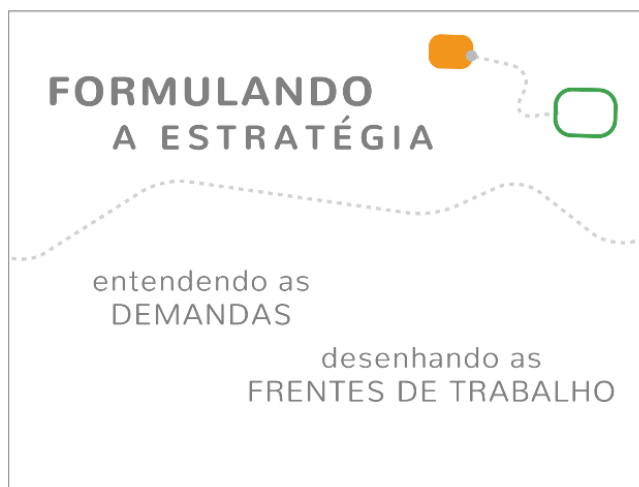 FORMULANDO
A ESTRATÉGIA
entendendo as
DEMANDAS
desenhando as
FRENTES DE TRABALHO